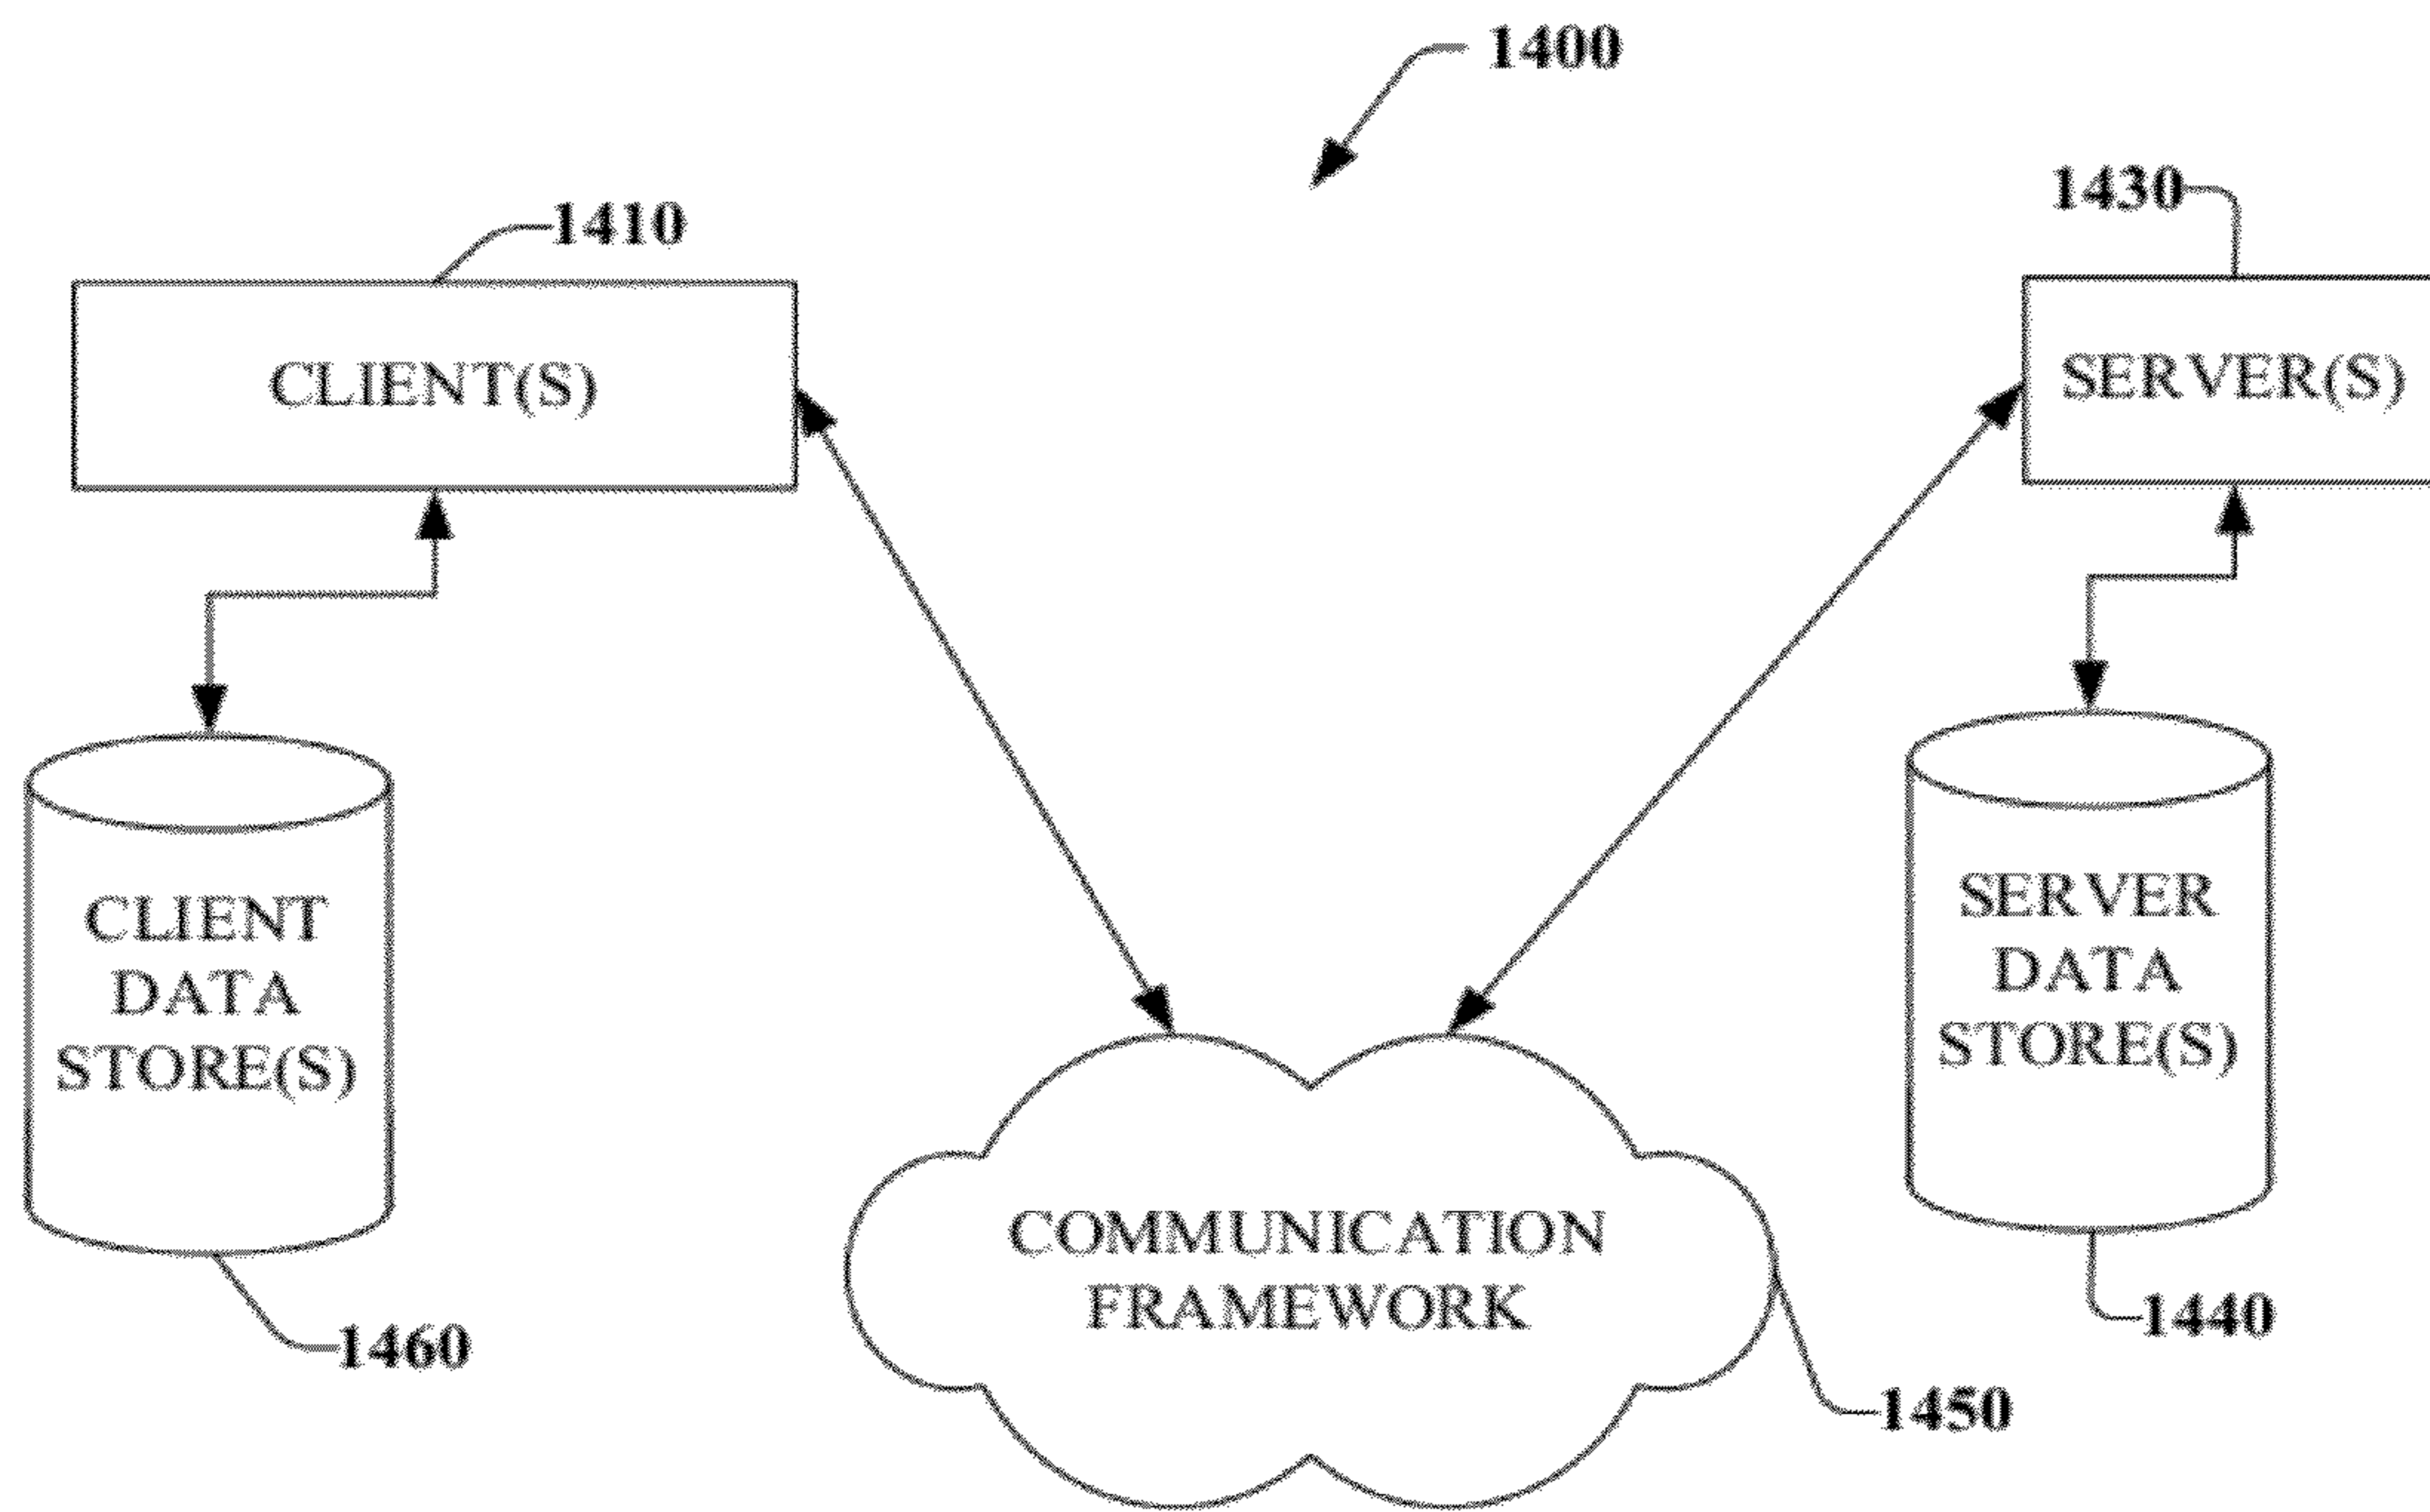 1400
1410
1430
CLIENT(S)
SERVER(S)
CLIENT
DATA
STORE(S)
SERVER
DATA
STORE(S)
COMMUNICATION
FRAMEWORK
1460
1440
1450